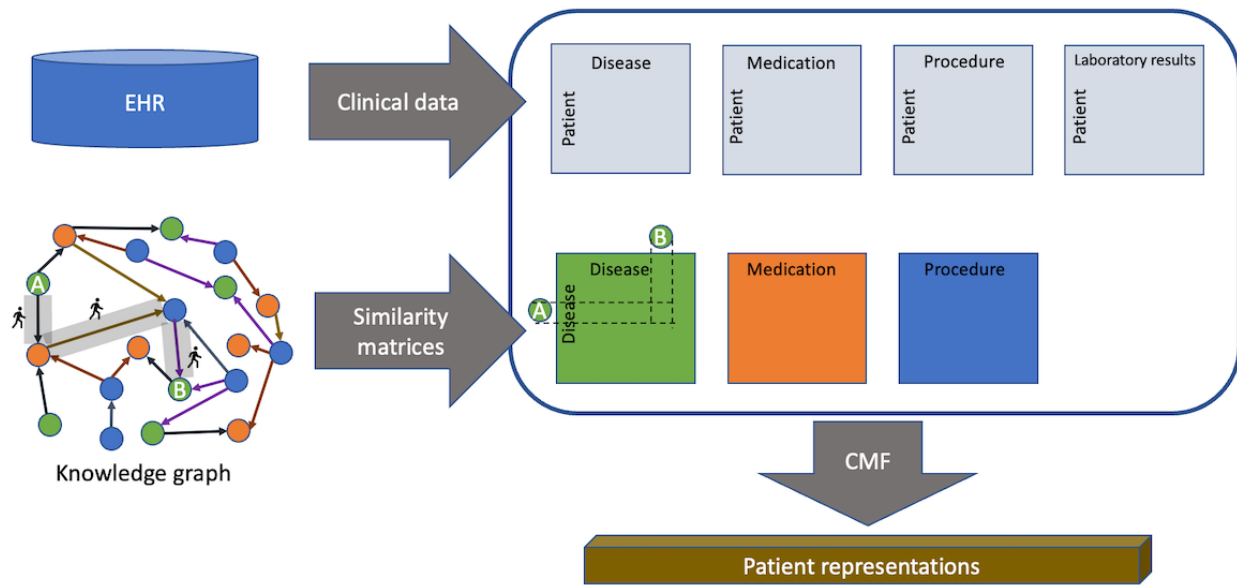 EHR
Clinical data
Disease
Patient
Medication
Patient
Procedure
Patient
Laboratory results
Patient
A
B
Knowledge graph
Similarity
matrices
B
A
Disease
Disease
Medication
Procedure
CMF
Patient representations